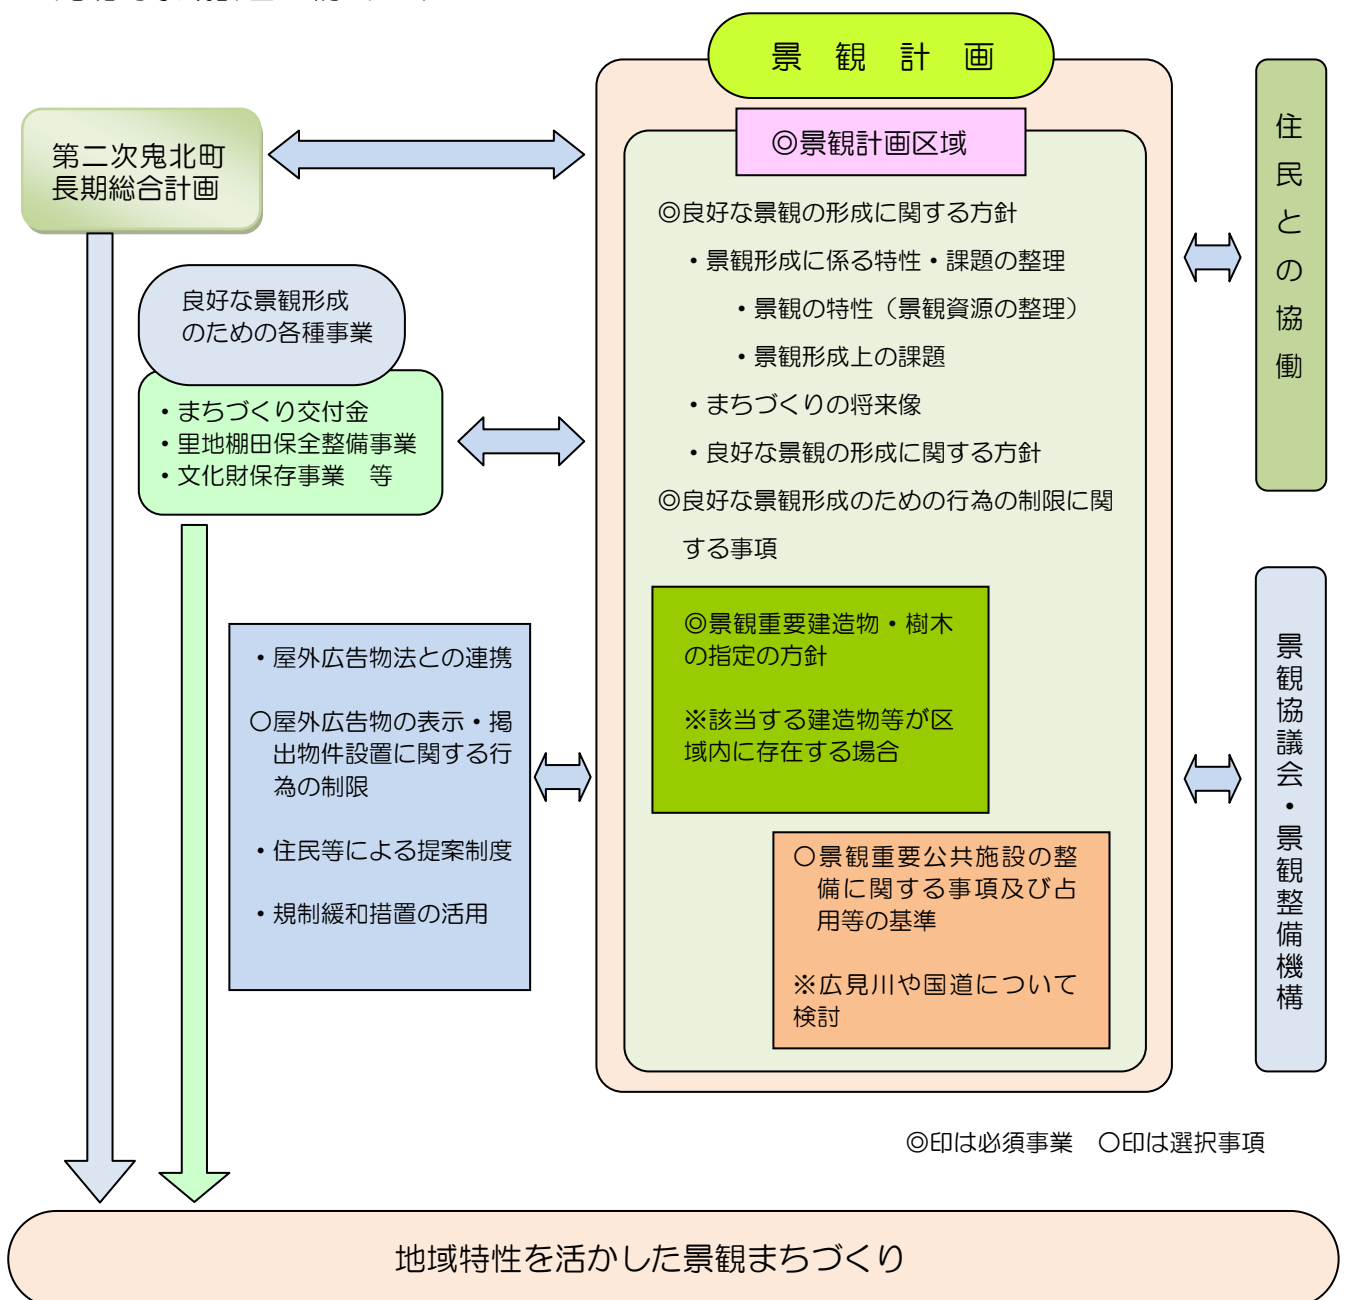 景観計画
◎景観計画区域
第二次鬼北町
長期総合計画
◎良好な景観の形成に関する方針
・景観形成に係る特性・課題の整理
・景観の特性(景観資源の整理)
・景観形成上の課題
・まちづくりの将来像
・良好な景観の形成に関する方針
◎良好な景観形成のための行為の制限に関
する事項
◎景観重要建造物・樹木
の指定の方針
※該当する建造物等が区
域内に存在する場合
〇景観重要公共施設の整
備に関する事項及び占
用等の基準
※広見川や国道について
検討
良好な景観形成
のための各種事業
・まちづくり交付金
・里地棚田保全整備事業
・文化財保存事業 等
・屋外広告物法との連携
〇屋外広告物の表示・掲
出物件設置に関する行
為の制限
・住民等による提案制度
・規制緩和措置の活用
住民との協働
景観協議会・景観整備機構
◎印は必須事業 〇印は選択事項
地域特性を活かした景観まちづくり